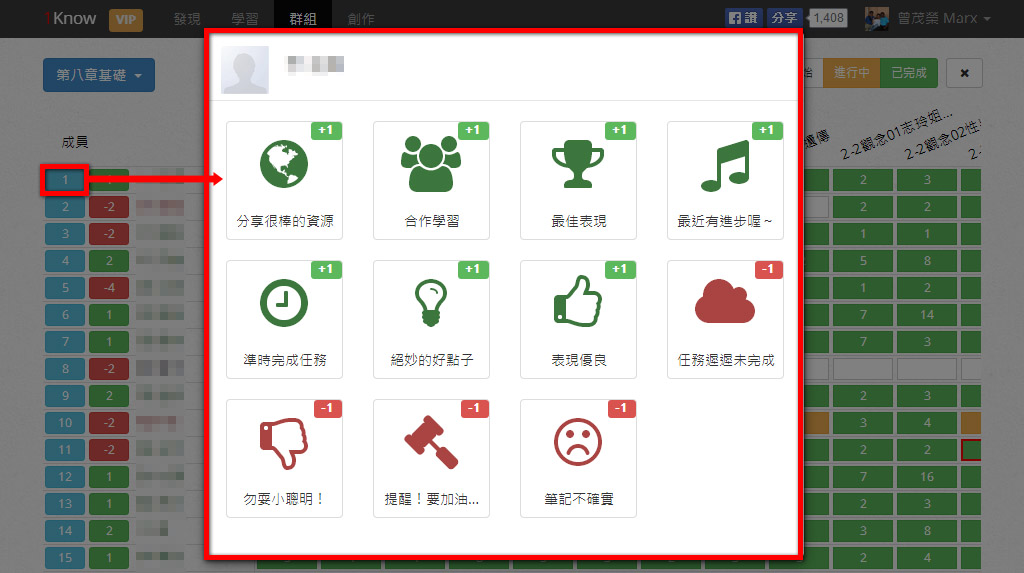 1Know VIP 發現 學習 群組 創作 讚 分享 1,408 曾茂榮 Marx
第八章基礎 進行中 已完成 ×
成員
2-2觀念01志玲姐...
2-2觀念02性
+1 分享很棒的資源
+1 合作學習
+1 最佳表現
+1 最近有進步喔～
+1 準時完成任務
+1 絕妙的好點子
+1 表現優良
-1 任務遲遲未完成
-1 勿耍小聰明！
-1 提醒！要加油...
-1 筆記不確實
1 2 3
2 -2 2 2
3 -2 1 1
4 2 5 8
5 -4 1 2
6 1 7 14
7 1 7 3
8 -2
9 2 2 3
10 -2 3 4
11 -2 2 2
12 1 7 16
13 1 2 3
14 2 3 8
15 1 2 4